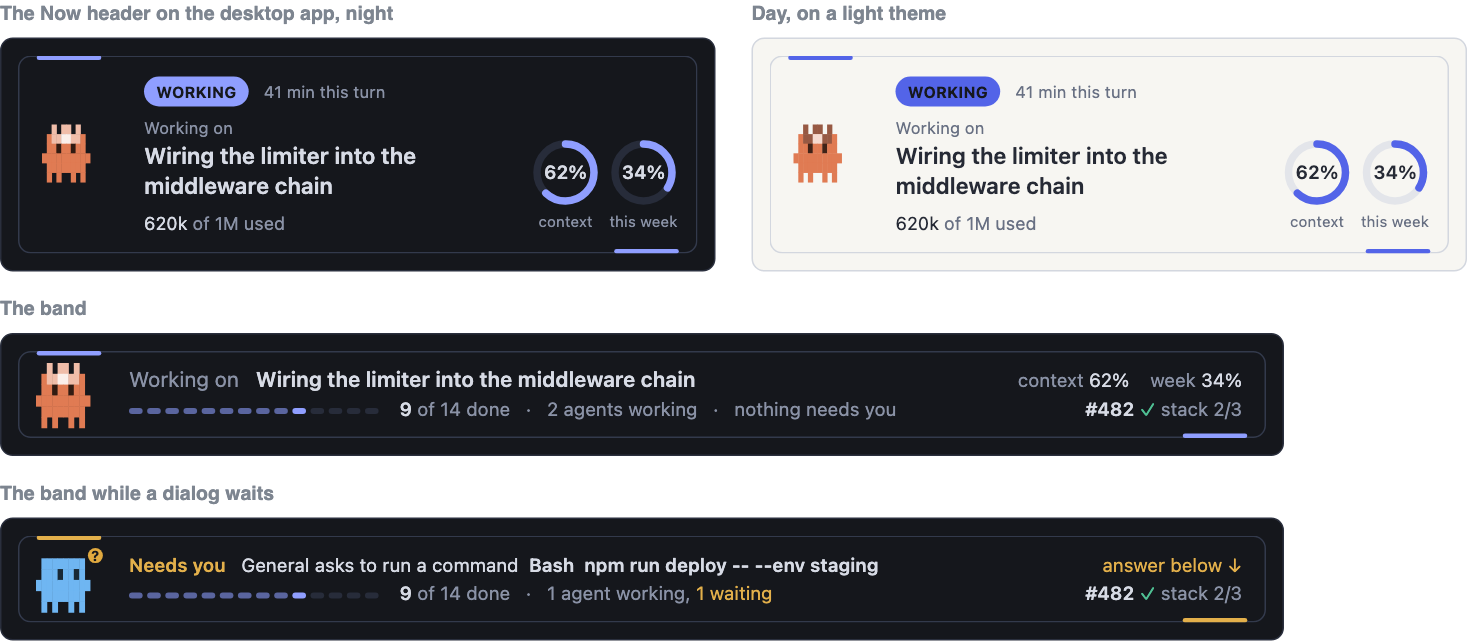 The Now header on the desktop app, night
WORKING 41 min this turn
Working on
Wiring the limiter into the
middleware chain
620k of 1M used
62% 34%
context this week
Day, on a light theme
WORKING 41 min this turn
Working on
Wiring the limiter into the
middleware chain
620k of 1M used
62% 34%
context this week
The band
Working on Wiring the limiter into the middleware chain context 62% week 34%
9 of 14 done · 2 agents working · nothing needs you #482 ✓ stack 2/3
The band while a dialog waits
? Needs you General asks to run a command Bash npm run deploy -- --env staging answer below ↓
9 of 14 done · 1 agent working, 1 waiting #482 ✓ stack 2/3